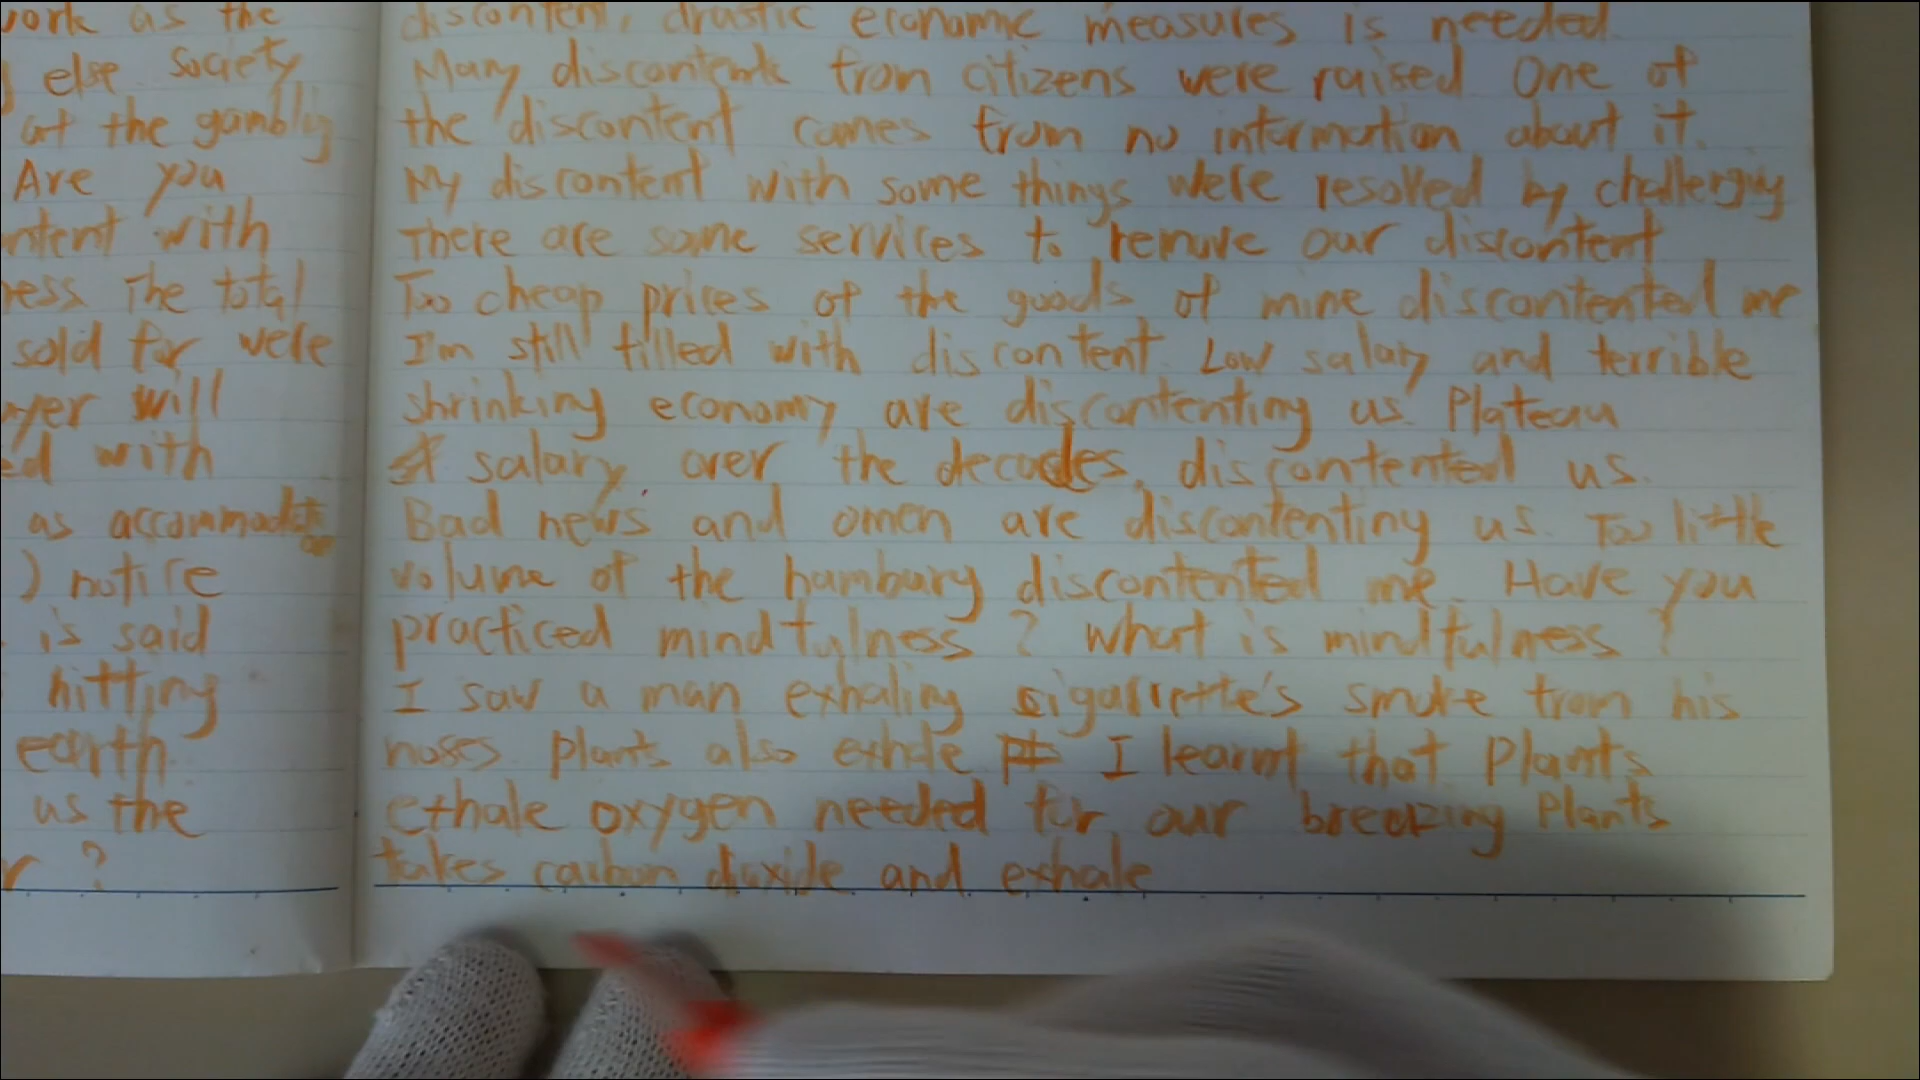 work as the
else society
at the gambling
Are you
ntent with
ness The total
sold for were
ayer will
ed with
as accommodate
) notice
is said
hitting
earth
us the
r ?
discontent, drastic economic measures is needed
Many discontents from citizens were raised One of
the discontent comes from no information about it.
My discontent with some things were resolved by challenging
There are some services to remove our discontent
Too cheap prices of the goods of mine discontented me
I'm still filled with discontent. Low salary and terrible
shrinking economy are discontenting us Plateau
salary over the decades, discontented us.
Bad news and omen are discontenting us. Too little
volume of the hambury discontented me. Have you
practiced mindfulness ? What is mindfulness ?
I saw a man exhaling sigarrette's smoke from his
noses plants also exhale I learnt that plants
exhale oxygen needed for our breazing Plants
takes carbon dioxide and exhale